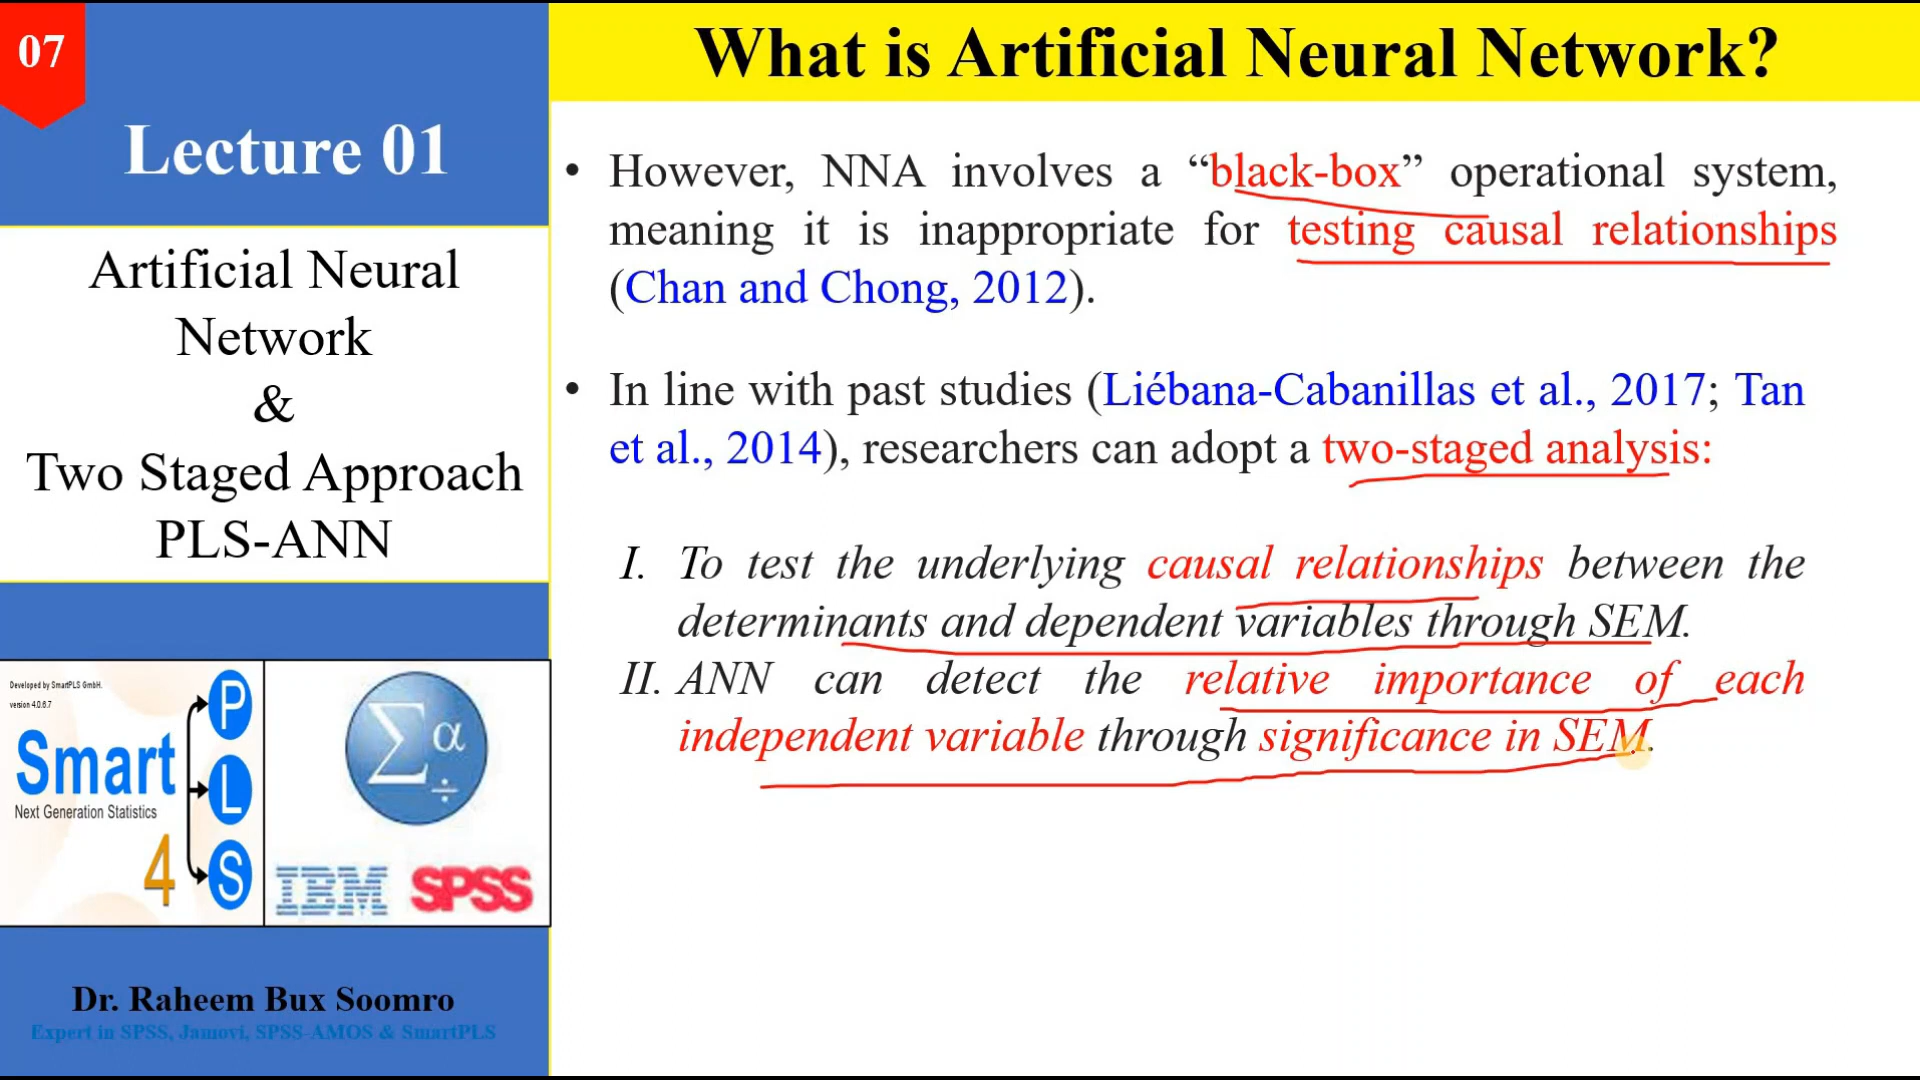 07
Lecture 01
Artificial Neural
Network
&
Two Staged Approach
PLS-ANN
Developed by SmartPLS GmbH.
version 4.0.6.7
Smart
Next Generation Statistics
4
P
L
S
Σ α
÷
IBM SPSS
Dr. Raheem Bux Soomro
Expert in SPSS, Jamovi, SPSS-AMOS & SmartPLS
What is Artificial Neural Network?
• However, NNA involves a “black-box” operational system,
meaning it is inappropriate for testing causal relationships
(Chan and Chong, 2012).
• In line with past studies (Liébana-Cabanillas et al., 2017; Tan
et al., 2014), researchers can adopt a two-staged analysis:
I. To test the underlying causal relationships between the
determinants and dependent variables through SEM.
II. ANN can detect the relative importance of each
independent variable through significance in SEM.